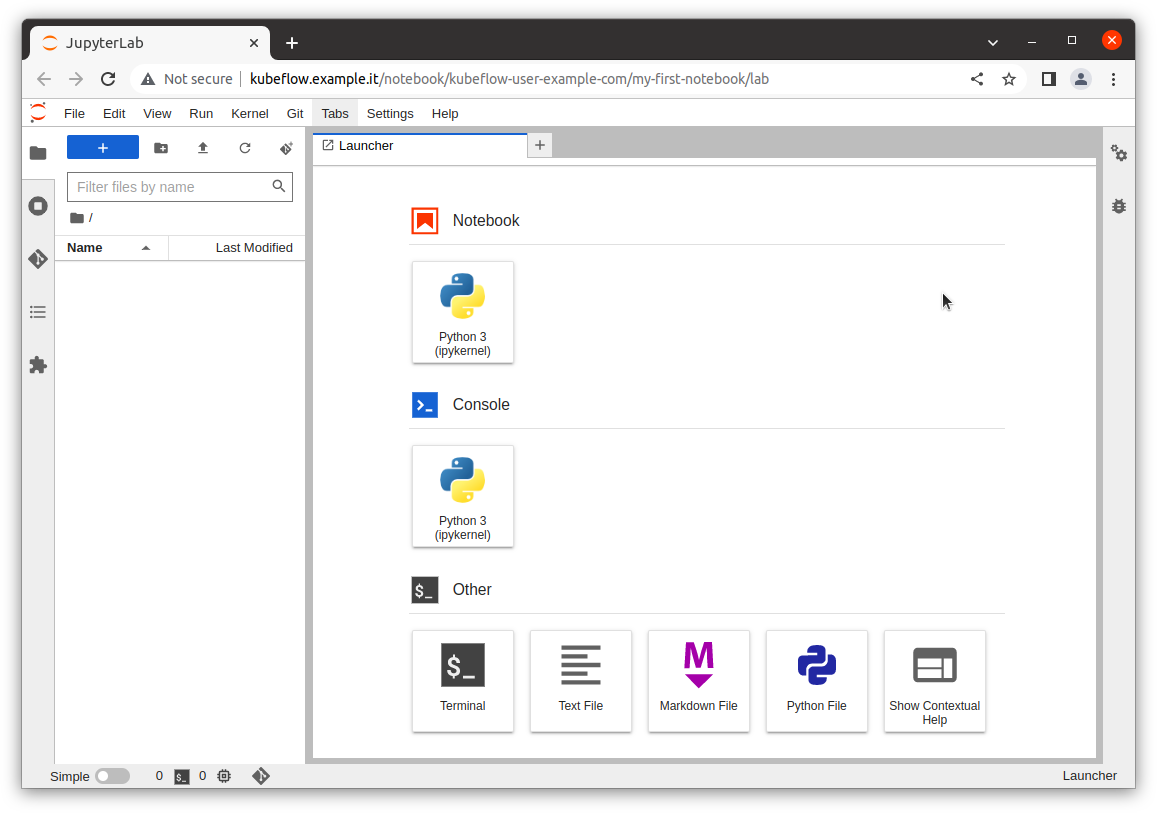 JupyterLab
Not secure kubeflow.example.it/notebook/kubeflow-user-example-com/my-first-notebook/lab
File Edit View Run Kernel Git Tabs Settings Help
Launcher
Filter files by name
/
Name Last Modified
Notebook
Python 3
(ipykernel)
Console
Python 3
(ipykernel)
$_ Other
$_
M
Terminal Text File Markdown File Python File Show Contextual
Help
Simple 0 $_ 0 Launcher